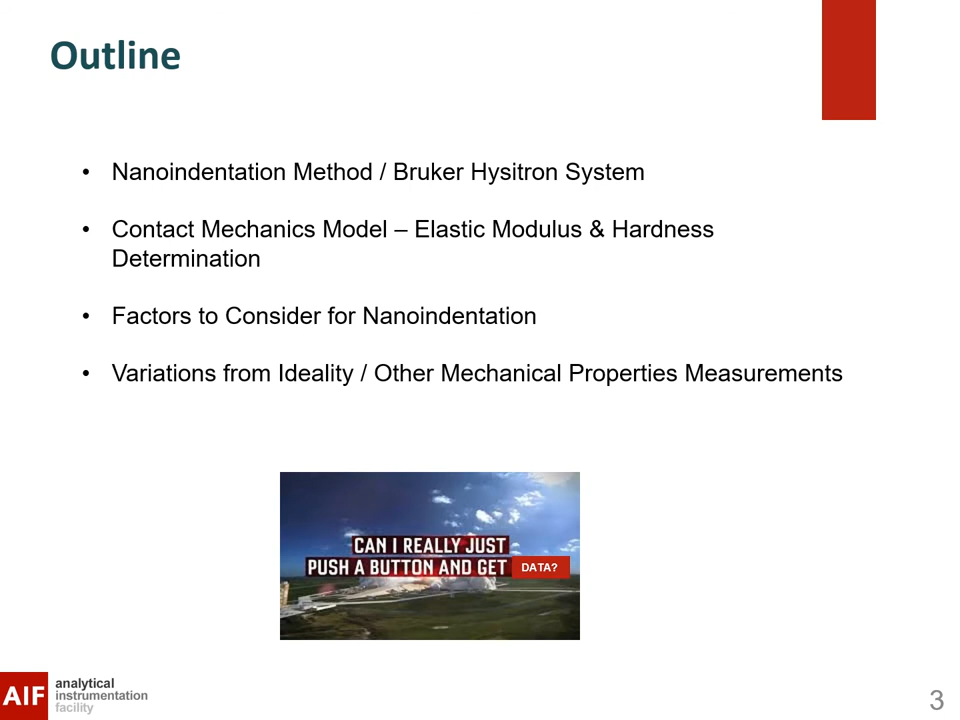 Outline
• Nanoindentation Method / Bruker Hysitron System
• Contact Mechanics Model – Elastic Modulus & Hardness
Determination
• Factors to Consider for Nanoindentation
• Variations from Ideality / Other Mechanical Properties Measurements
CAN I REALLY JUST
PUSH A BUTTON AND GET DATA?
AIF analytical
instrumentation
facility
3